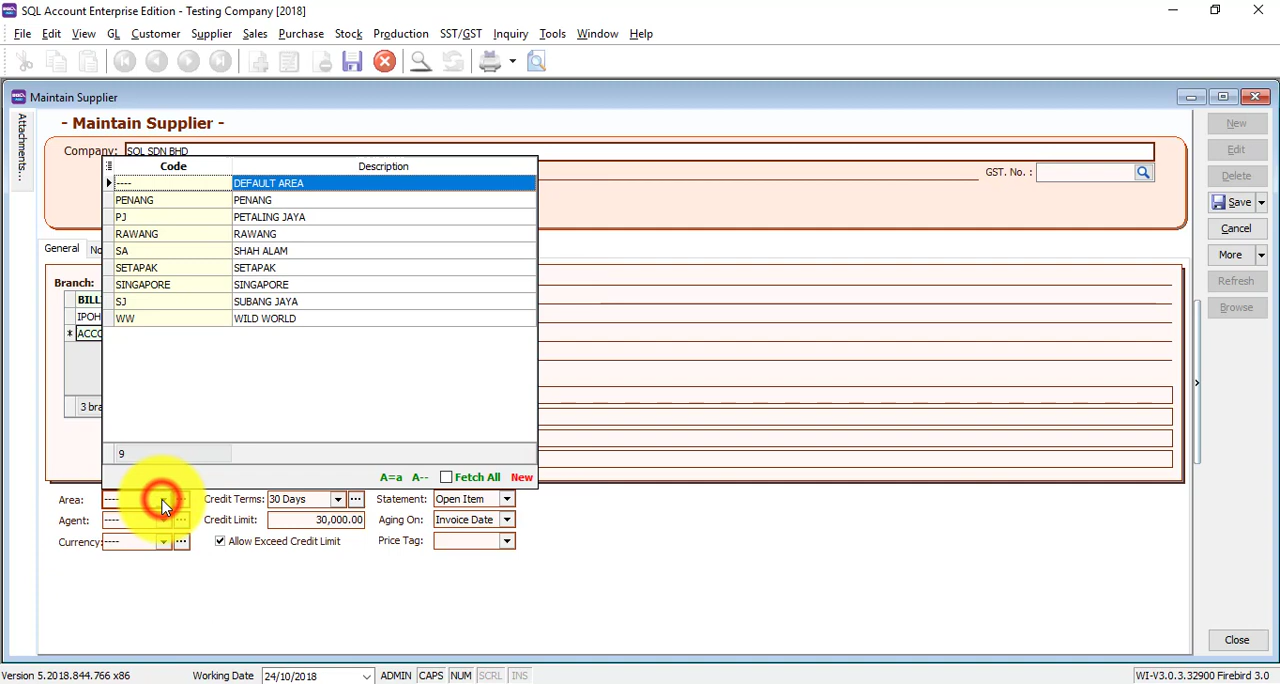 SQL Account Enterprise Edition - Testing Company [2018]
File Edit View GL Customer Supplier Sales Purchase Stock Production SST/GST Inquiry Tools Window Help
Maintain Supplier
Attachments...
- Maintain Supplier -
New
Company: SQL SDN BHD
Edit
Code Description
GST. No. :
Delete
---- DEFAULT AREA
PENANG PENANG
Save
PJ PETALING JAYA
Cancel
RAWANG RAWANG
General
SA SHAH ALAM
More
SETAPAK SETAPAK
Refresh
Branch:
SINGAPORE SINGAPORE
SJ SUBANG JAYA
Browse
WW WILD WORLD
IPOH
* ACCO
3 bra
9
A=a A-- Fetch All New
Area: ---- Credit Terms: 30 Days Statement: Open Item
Agent: ---- Credit Limit: 30,000.00 Aging On: Invoice Date
Currency: ---- Allow Exceed Credit Limit Price Tag:
Close
Version 5.2018.844.766 x86 Working Date 24/10/2018 ADMIN CAPS NUM SCRL INS WI-V3.0.3.32900 Firebird 3.0